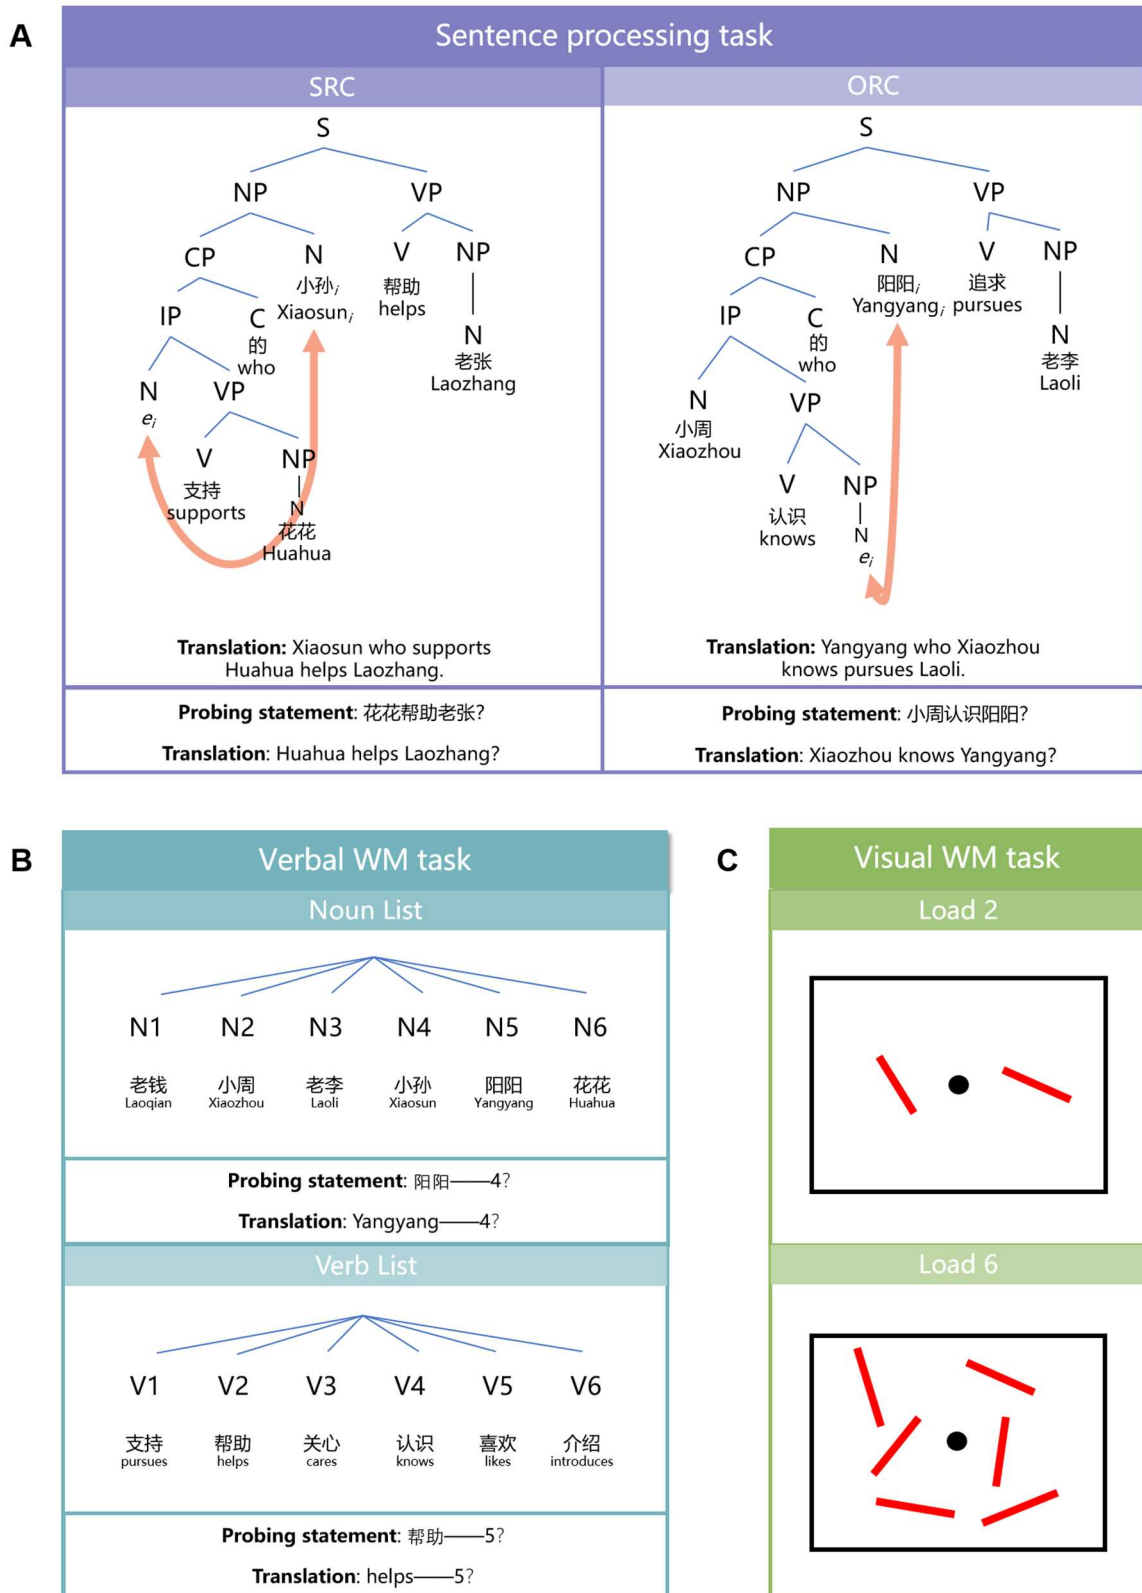 A
Sentence processing task
SRC
S
NP VP
CP N V NP
小孙i 帮助
Xiaosuni helps
IP C N
的 老张
who Laozhang
N VP
ei
V NP
支持 N
supports 花花
Huahua
Translation: Xiaosun who supports
Huahua helps Laozhang.
Probing statement: 花花帮助老张?
Translation: Huahua helps Laozhang?
ORC
S
NP VP
CP N V NP
阳阳i 追求
Yangyangi pursues
IP C N
的 老李
who Laoli
N VP
小周
Xiaozhou
V NP
认识 N
knows ei
Translation: Yangyang who Xiaozhou
knows pursues Laoli.
Probing statement: 小周认识阳阳?
Translation: Xiaozhou knows Yangyang?
B
Verbal WM task
Noun List
N1 N2 N3 N4 N5 N6
老钱 小周 老李 小孙 阳阳 花花
Laoqian Xiaozhou Laoli Xiaosun Yangyang Huahua
Probing statement: 阳阳——4?
Translation: Yangyang——4?
Verb List
V1 V2 V3 V4 V5 V6
支持 帮助 关心 认识 喜欢 介绍
pursues helps cares knows likes introduces
Probing statement: 帮助——5?
Translation: helps——5?
C
Visual WM task
Load 2
Load 6